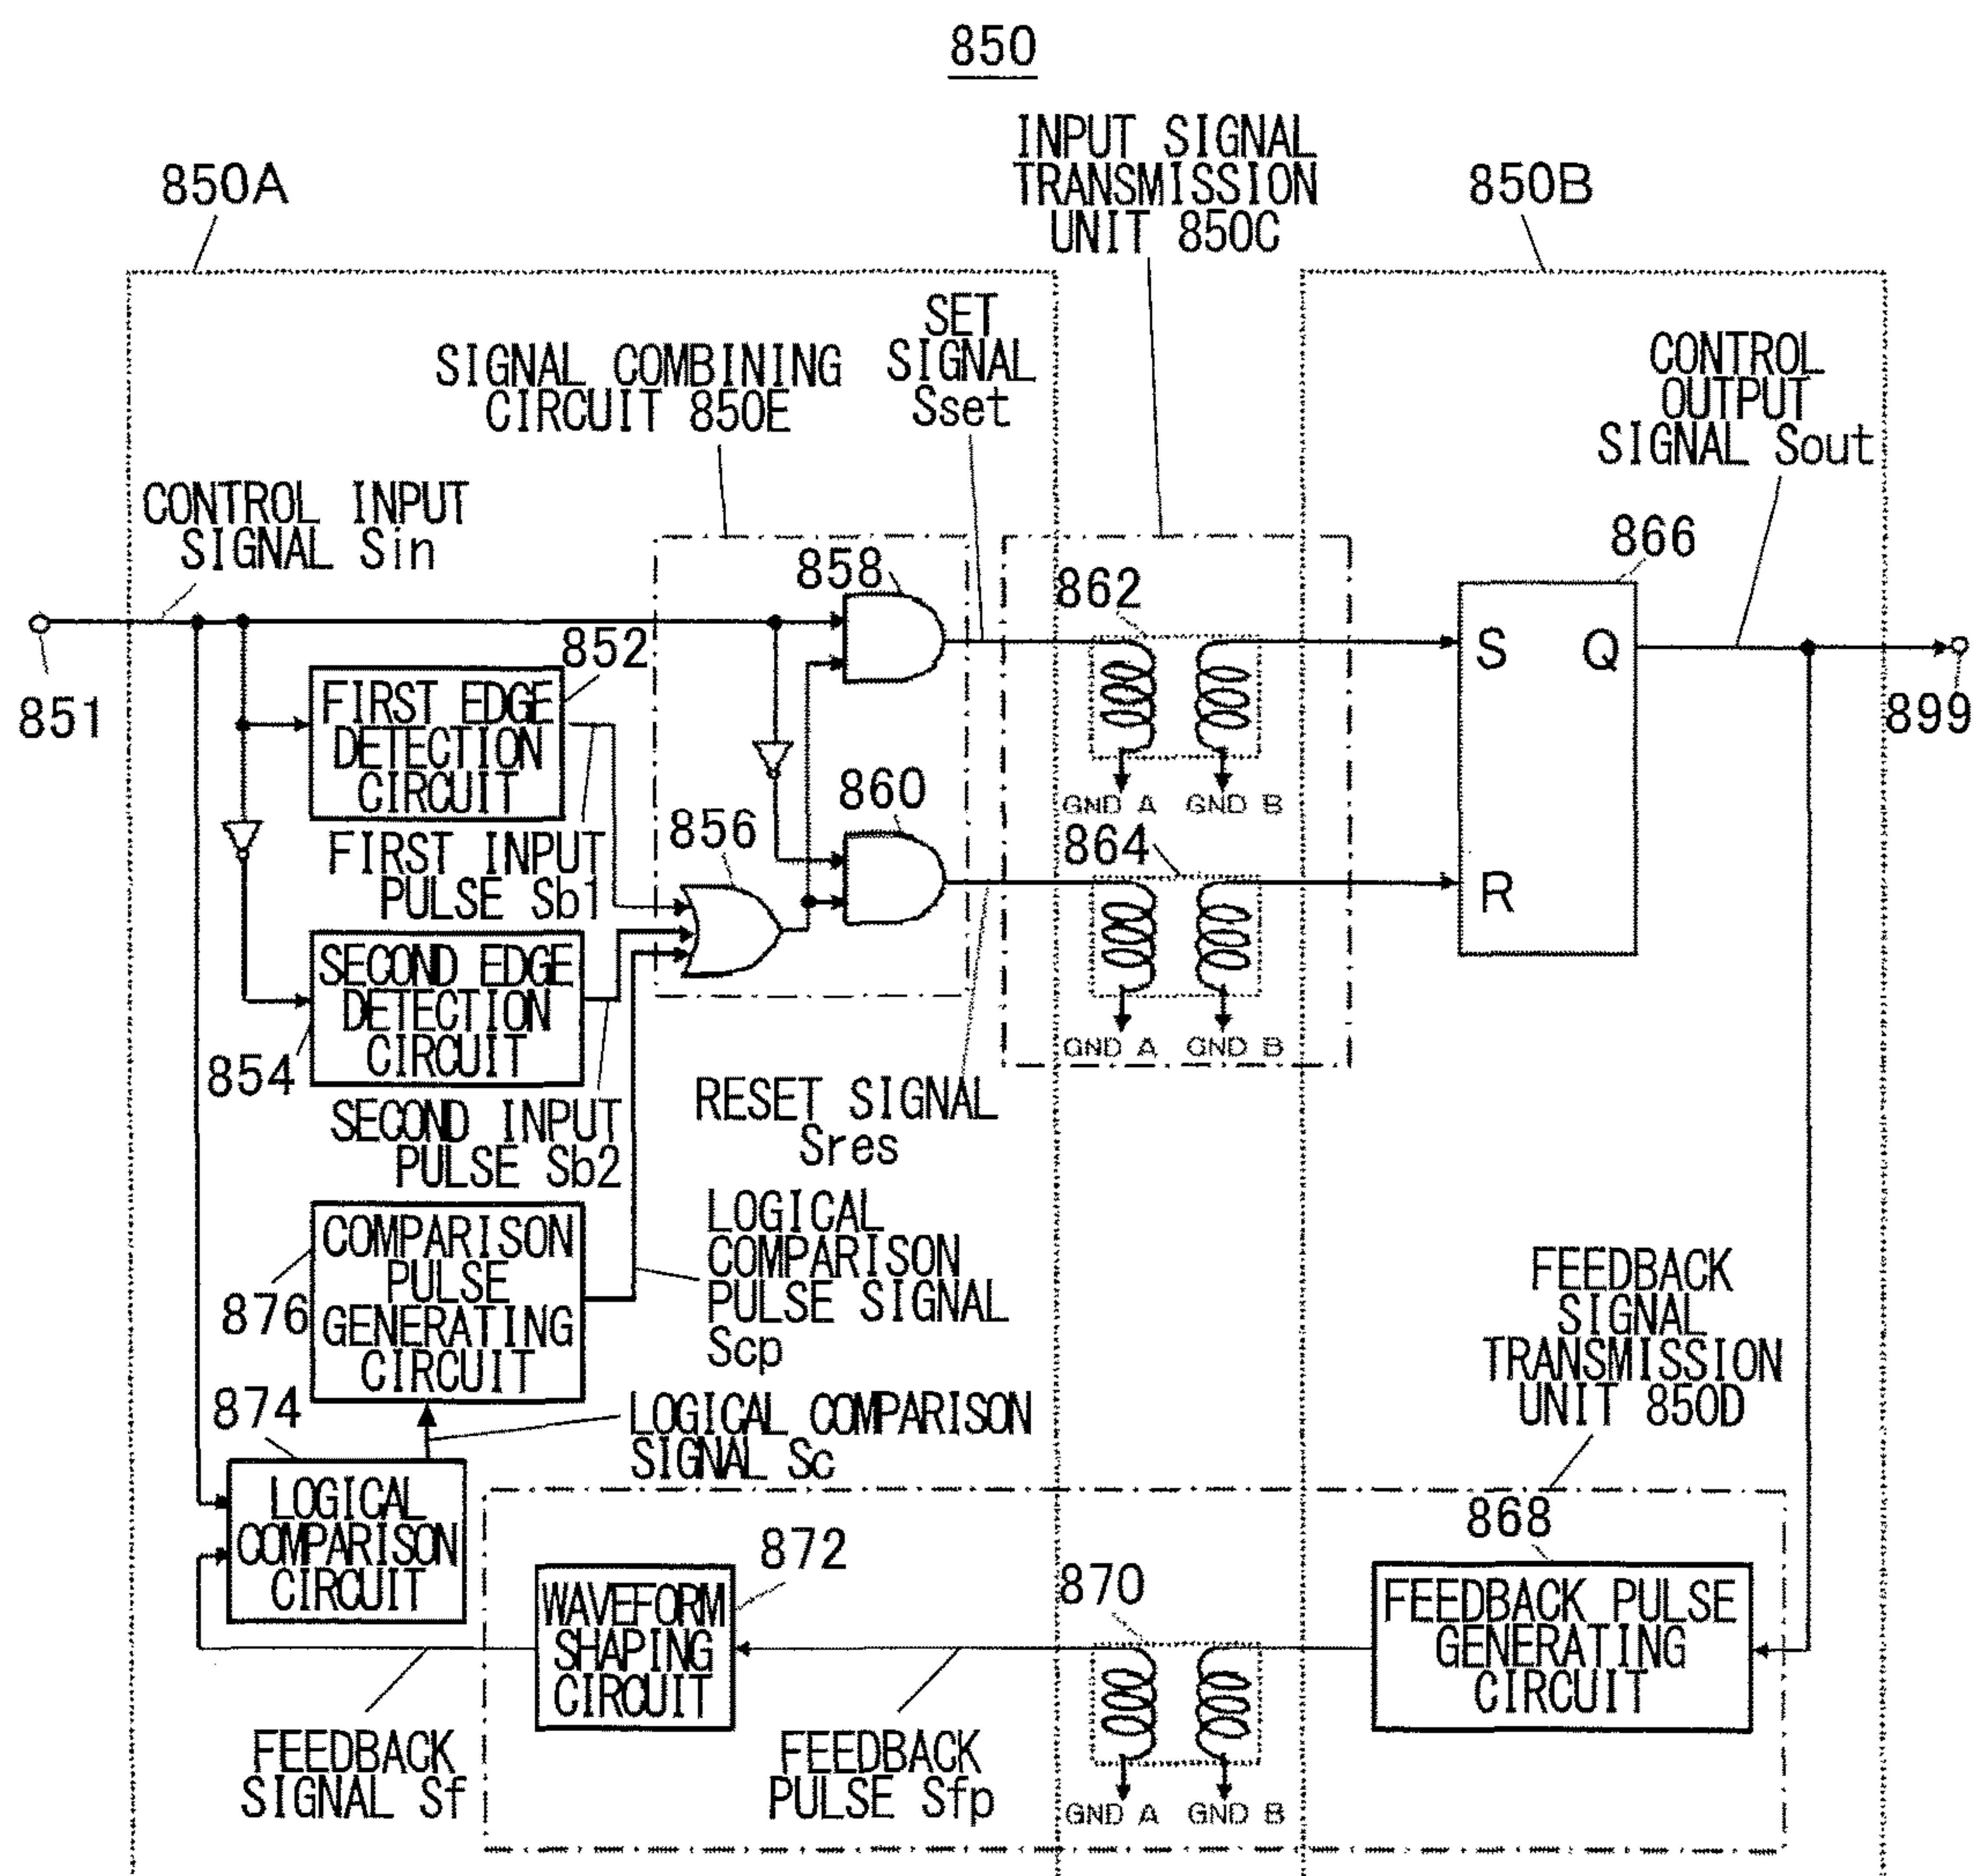 850
850A
INPUT SIGNAL
TRANSMISSION
UNIT 850C
850B
SIGNAL COMBINING
CIRCUIT 850E
SET
SIGNAL
Sset
CONTROL
OUTPUT
SIGNAL Sout
CONTROL INPUT
SIGNAL Sin
858
862
866
851
852
FIRST EDGE
DETECTION
CIRCUIT
S
Q
899
GND A
GND B
FIRST INPUT
PULSE Sb1
856
860
864
R
SECOND EDGE
DETECTION
CIRCUIT
854
GND A
GND B
SECOND INPUT
PULSE Sb2
RESET SIGNAL
Sres
COMPARISON
PULSE
GENERATING
CIRCUIT
876
LOGICAL
COMPARISON
PULSE SIGNAL
Scp
FEEDBACK
SIGNAL
TRANSMISSION
UNIT 850D
874
LOGICAL COMPARISON
SIGNAL Sc
LOGICAL
COMPARISON
CIRCUIT
872
WAVEFORM
SHAPING
CIRCUIT
870
868
FEEDBACK PULSE
GENERATING
CIRCUIT
FEEDBACK
SIGNAL Sf
FEEDBACK
PULSE Sfp
GND A
GND B